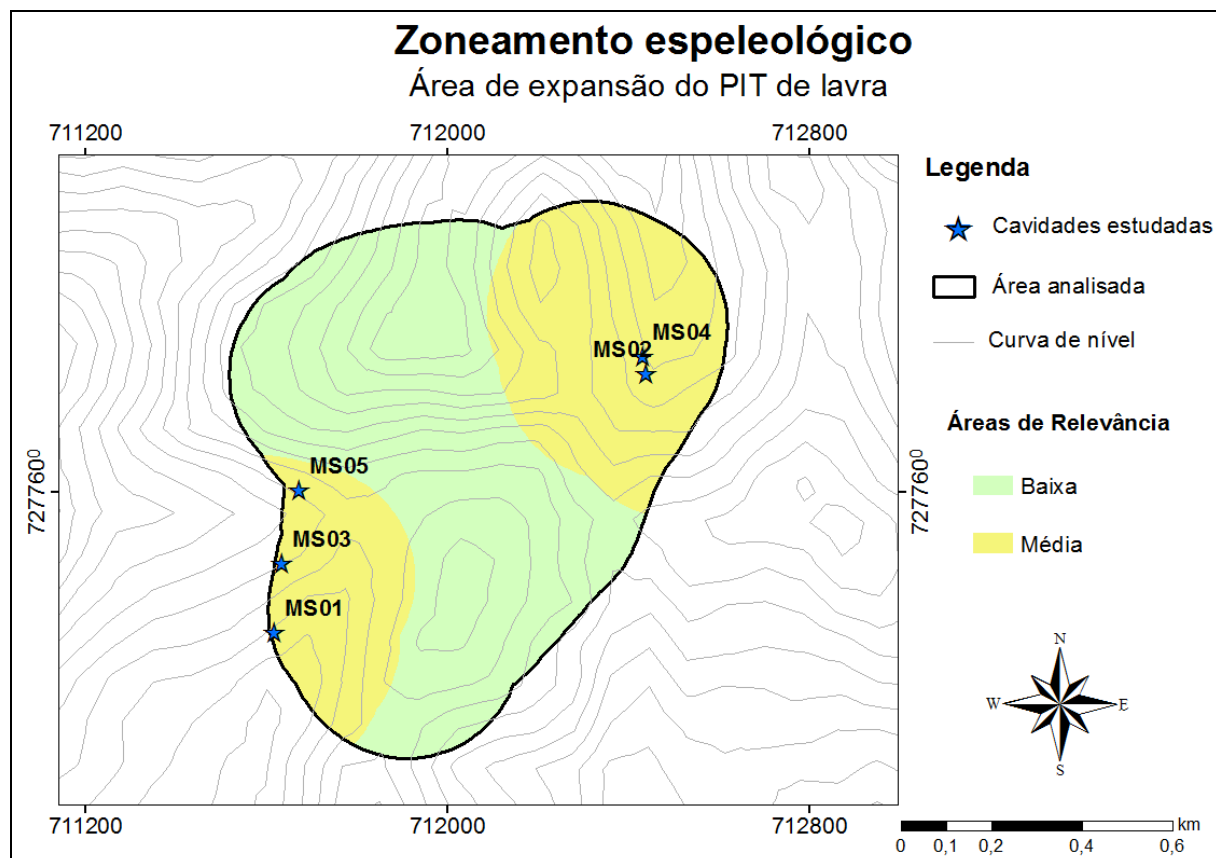 Zoneamento espeleológico
Área de expansão do PIT de lavra
711200 712000 712800
Legenda
Cavidades estudadas
Área analisada
Curva de nível
MS04
MS02
Áreas de Relevância
MS05
7277600 7277600
Baixa
MS03
Média
MS01
N
W E
S
711200 712000 712800
km
0 0,1 0,2 0,4 0,6